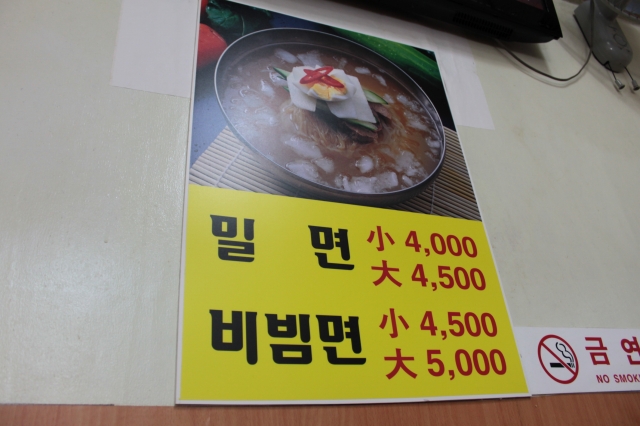 밀 면 小 4,000
大 4,500
비빔면 小 4,500
大 5,000
금 연
NO SMOK